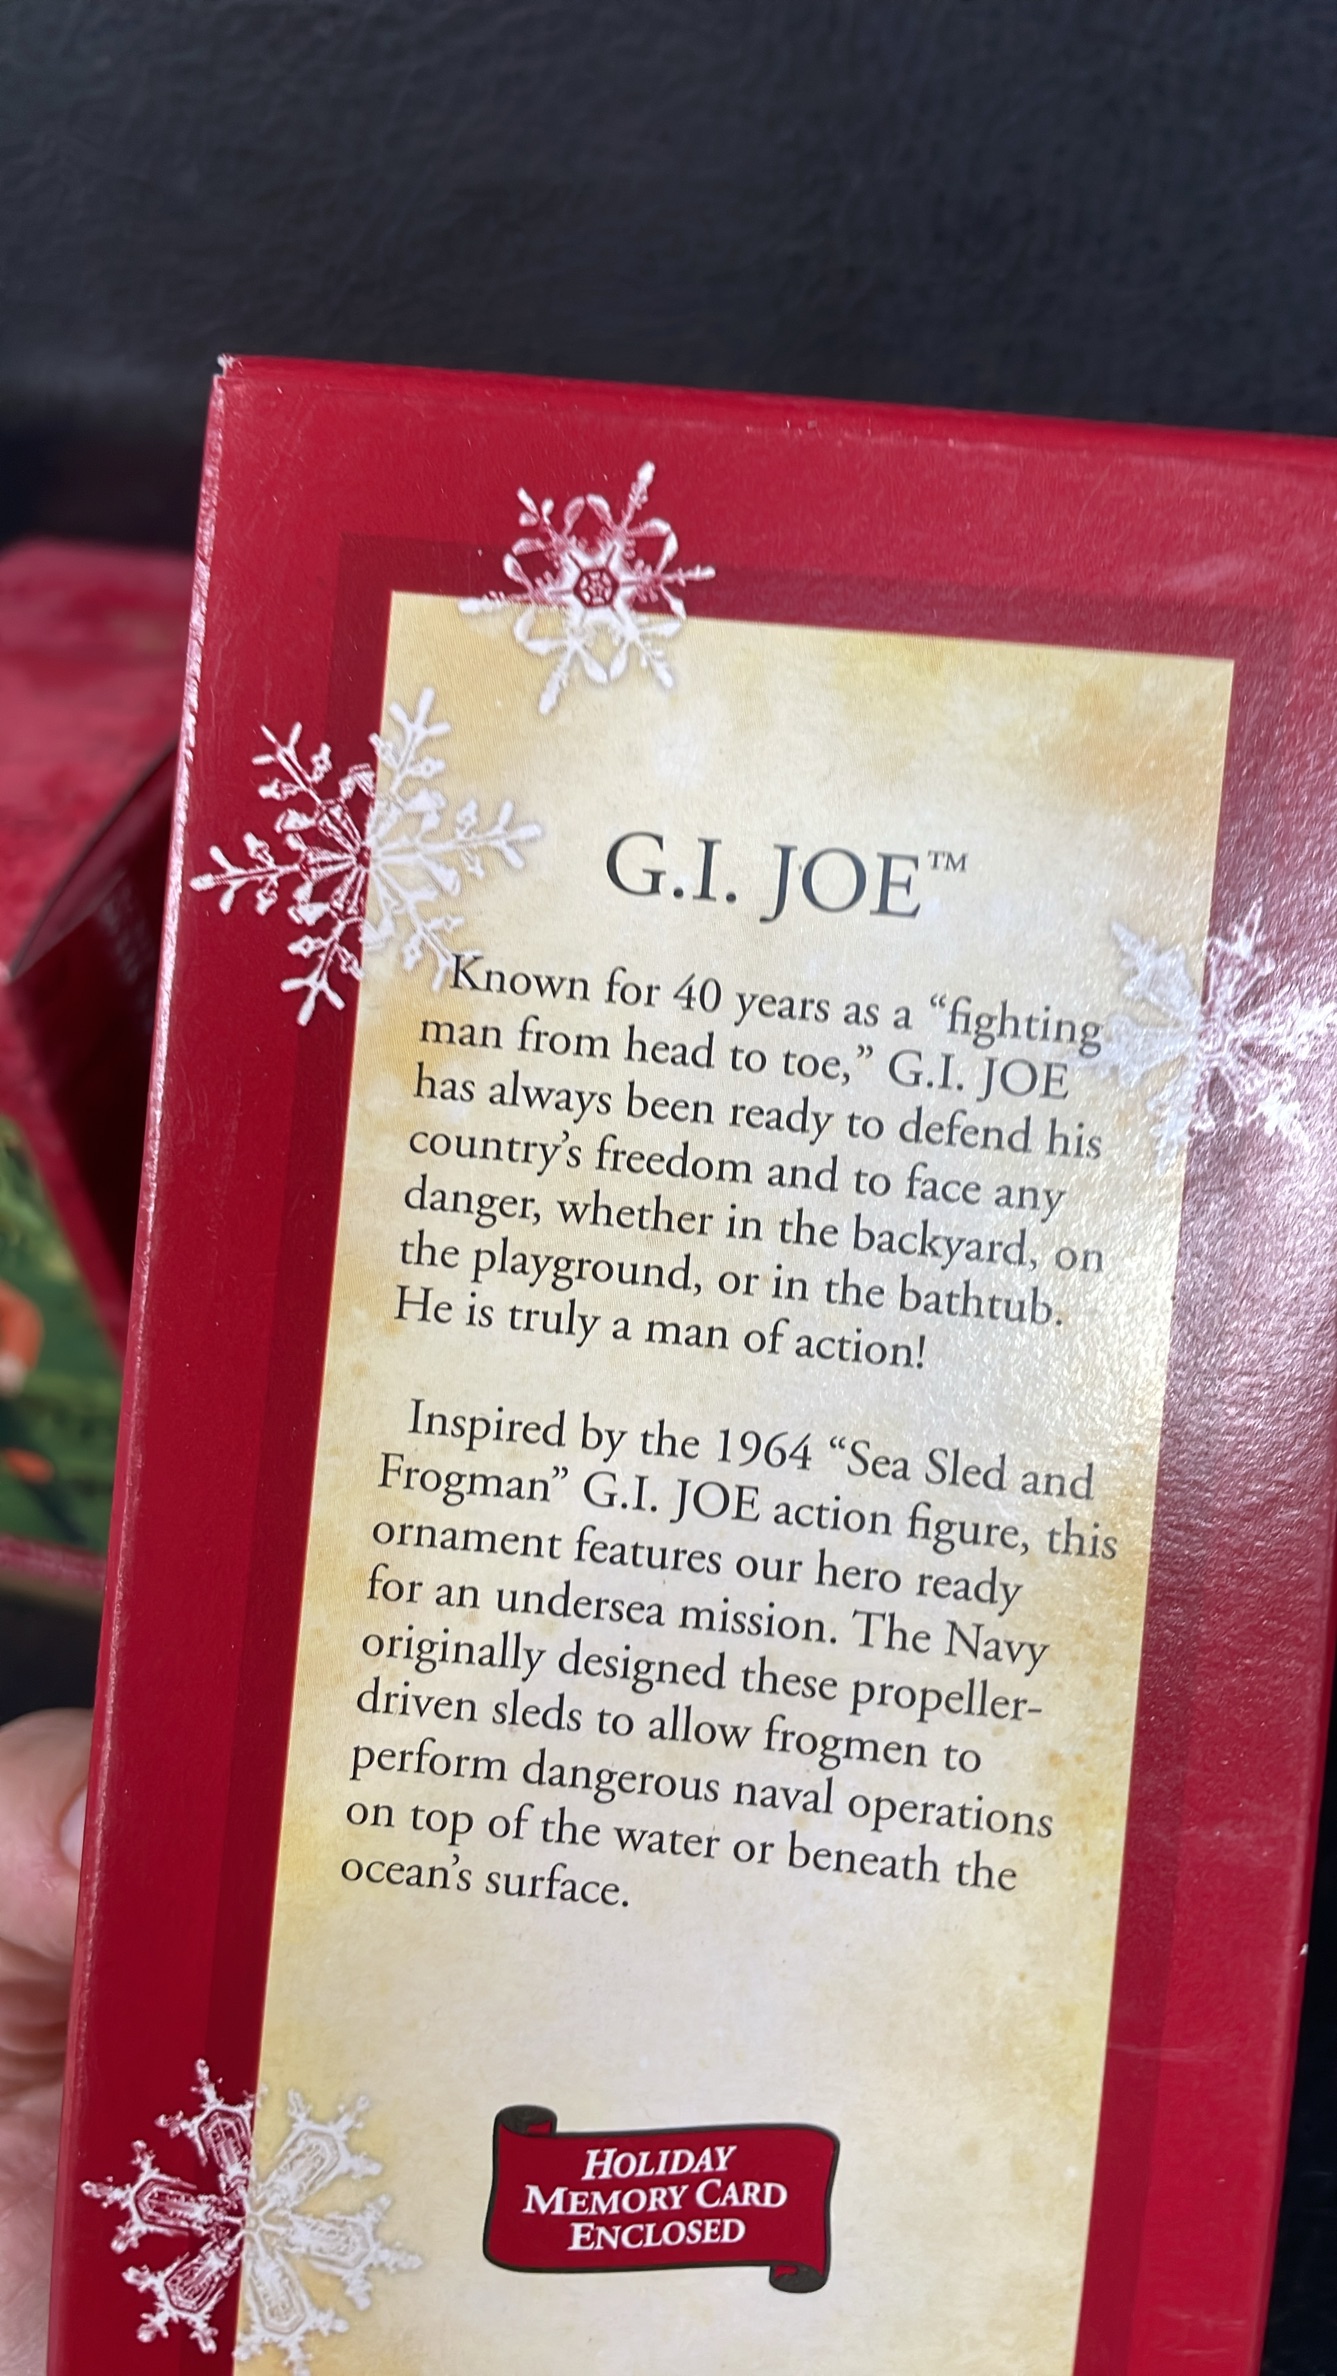 G.I. JOE™
Known for 40 years as a “fighting
man from head to toe,” G.I. JOE
has always been ready to defend his
country’s freedom and to face any
danger, whether in the backyard, on
the playground, or in the bathtub.
He is truly a man of action!
Inspired by the 1964 “Sea Sled and
Frogman” G.I. JOE action figure, this
ornament features our hero ready
for an undersea mission. The Navy
originally designed these propeller-
driven sleds to allow frogmen to
perform dangerous naval operations
on top of the water or beneath the
ocean’s surface.
HOLIDAY
MEMORY CARD
ENCLOSED